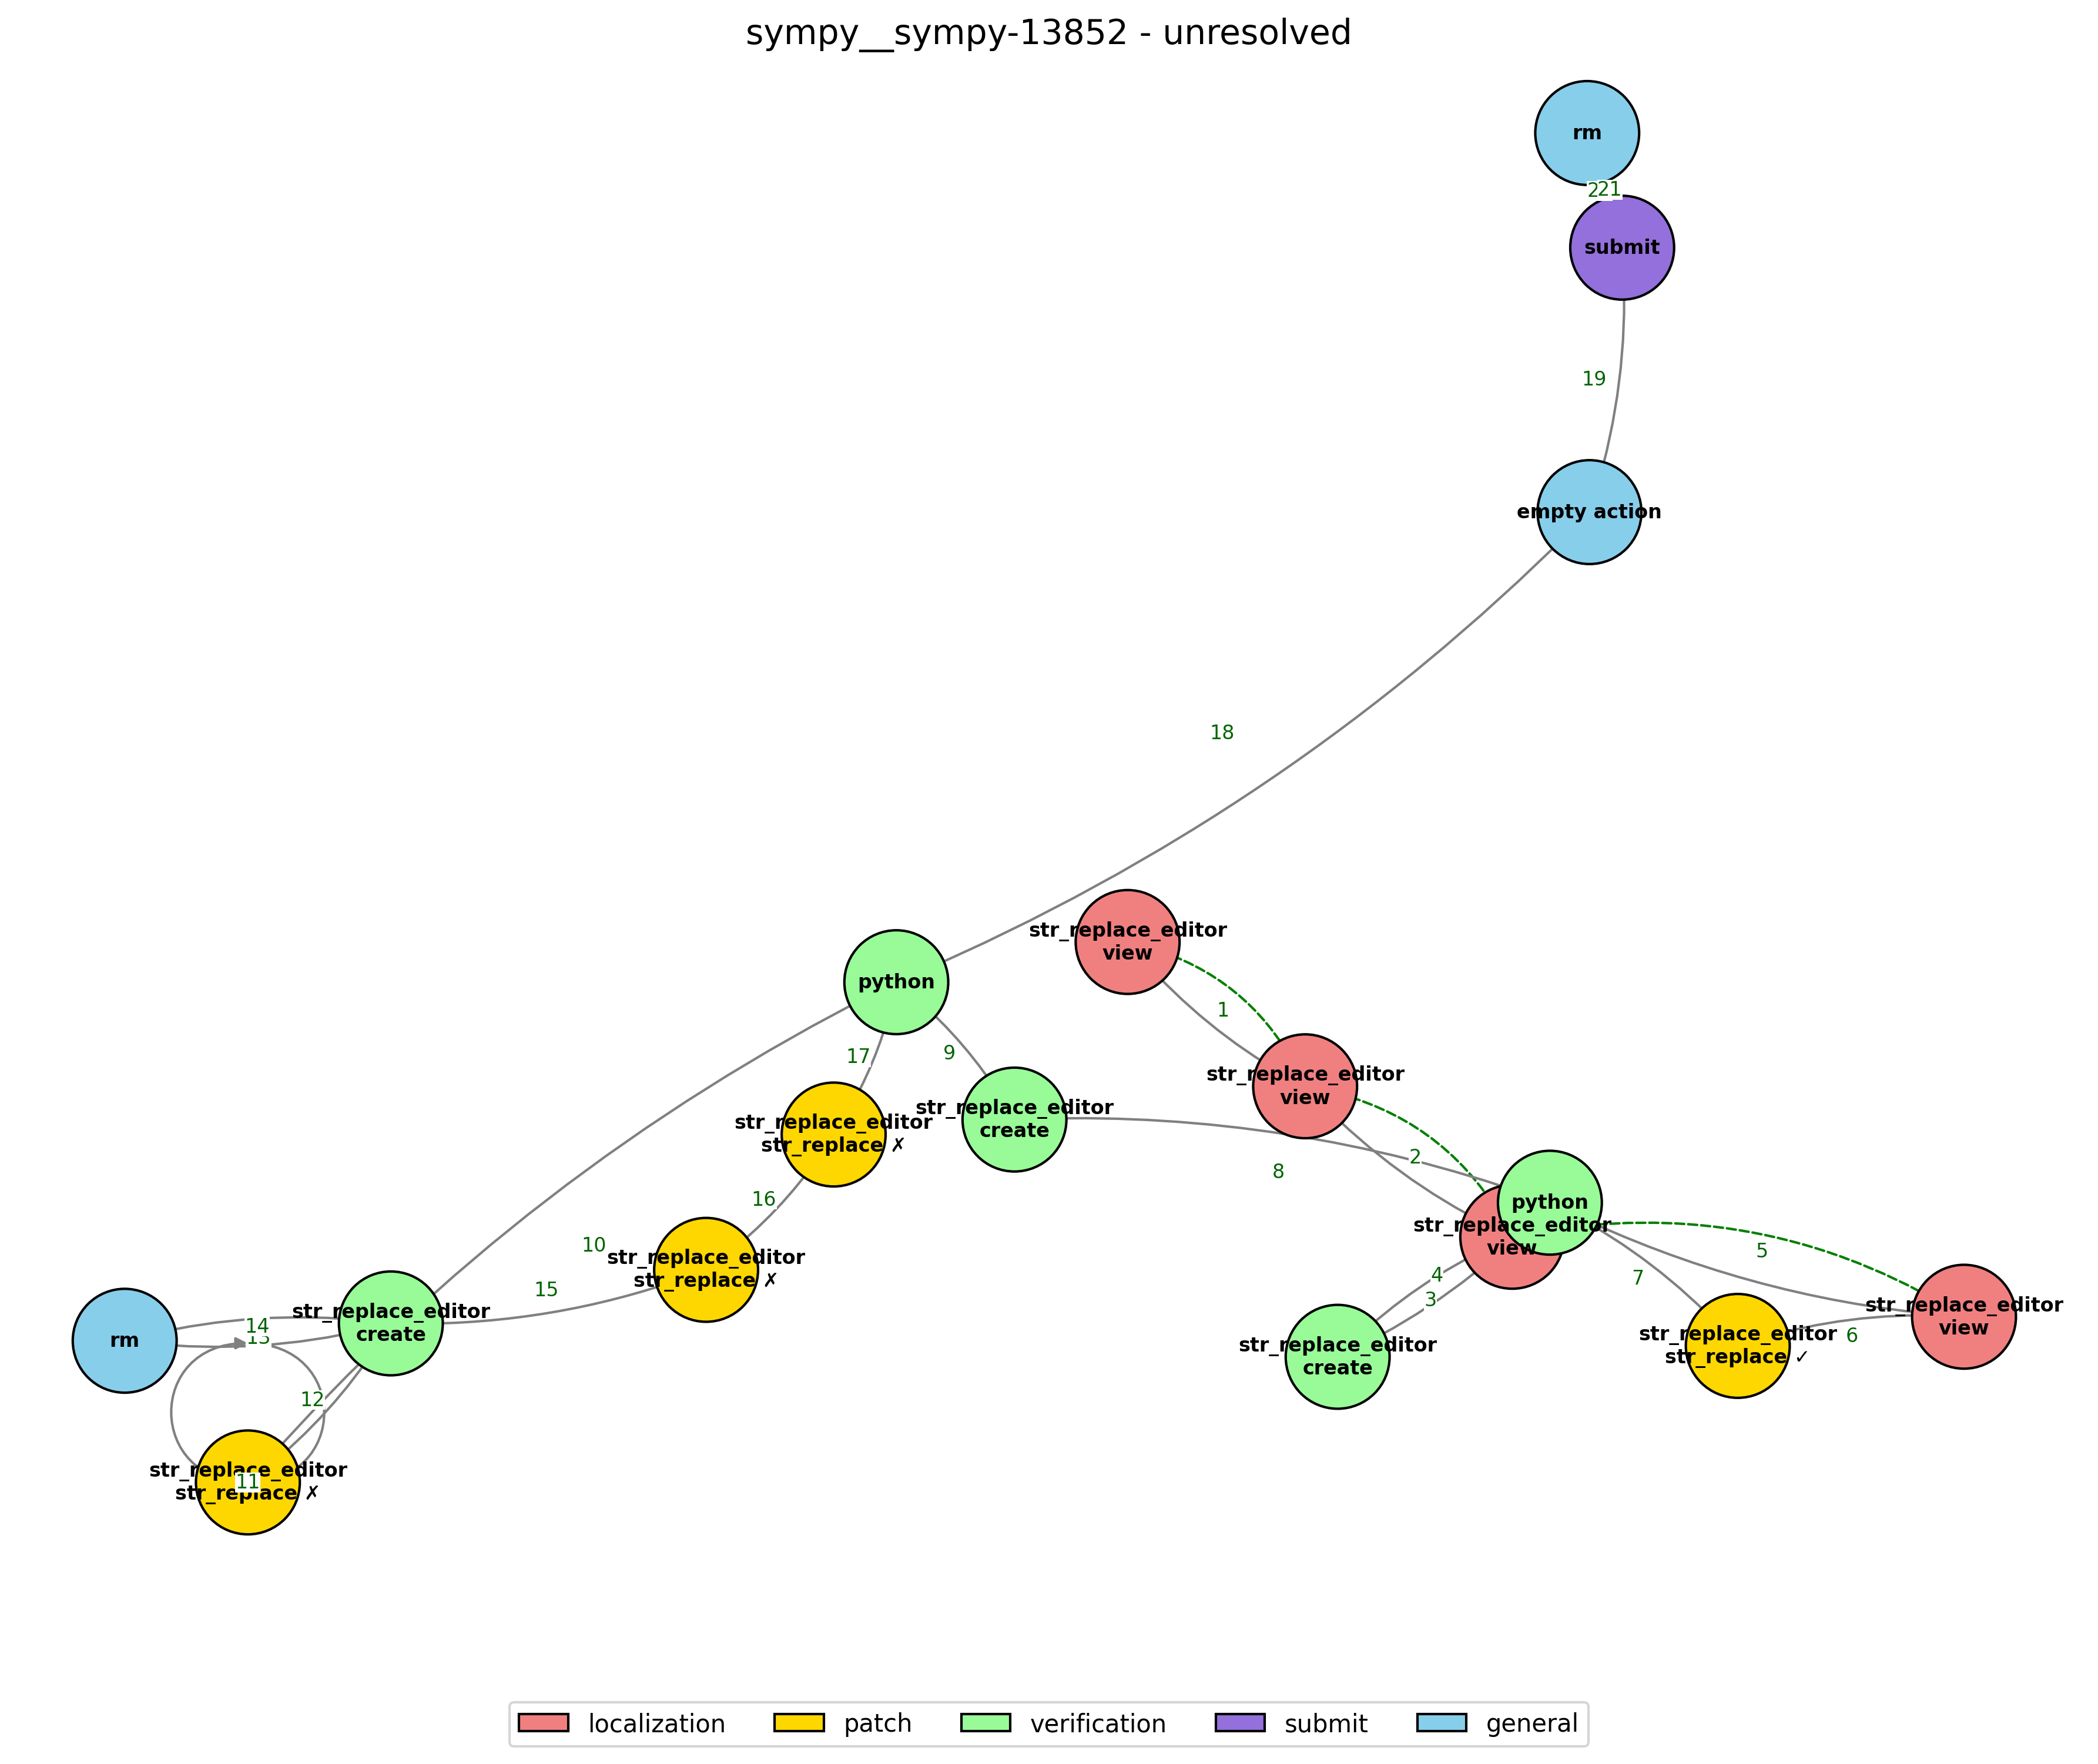 sympy__sympy-13852 - unresolved
rm
21
submit
19
empty action
18
str_replace_editor
view
python
1
17
9
str_replace_editor
view
str_replace_editor
create
str_replace_editor
str_replace ✗
2
8
16
python
str_replace_editor
view
10
15
str_replace_editor
str_replace ✗
4
3
7
5
rm
14
13
str_replace_editor
create
str_replace_editor
create
str_replace_editor
str_replace ✓
6
str_replace_editor
view
12
str_replace_editor
str_replace ✗
11
localization
patch
verification
submit
general